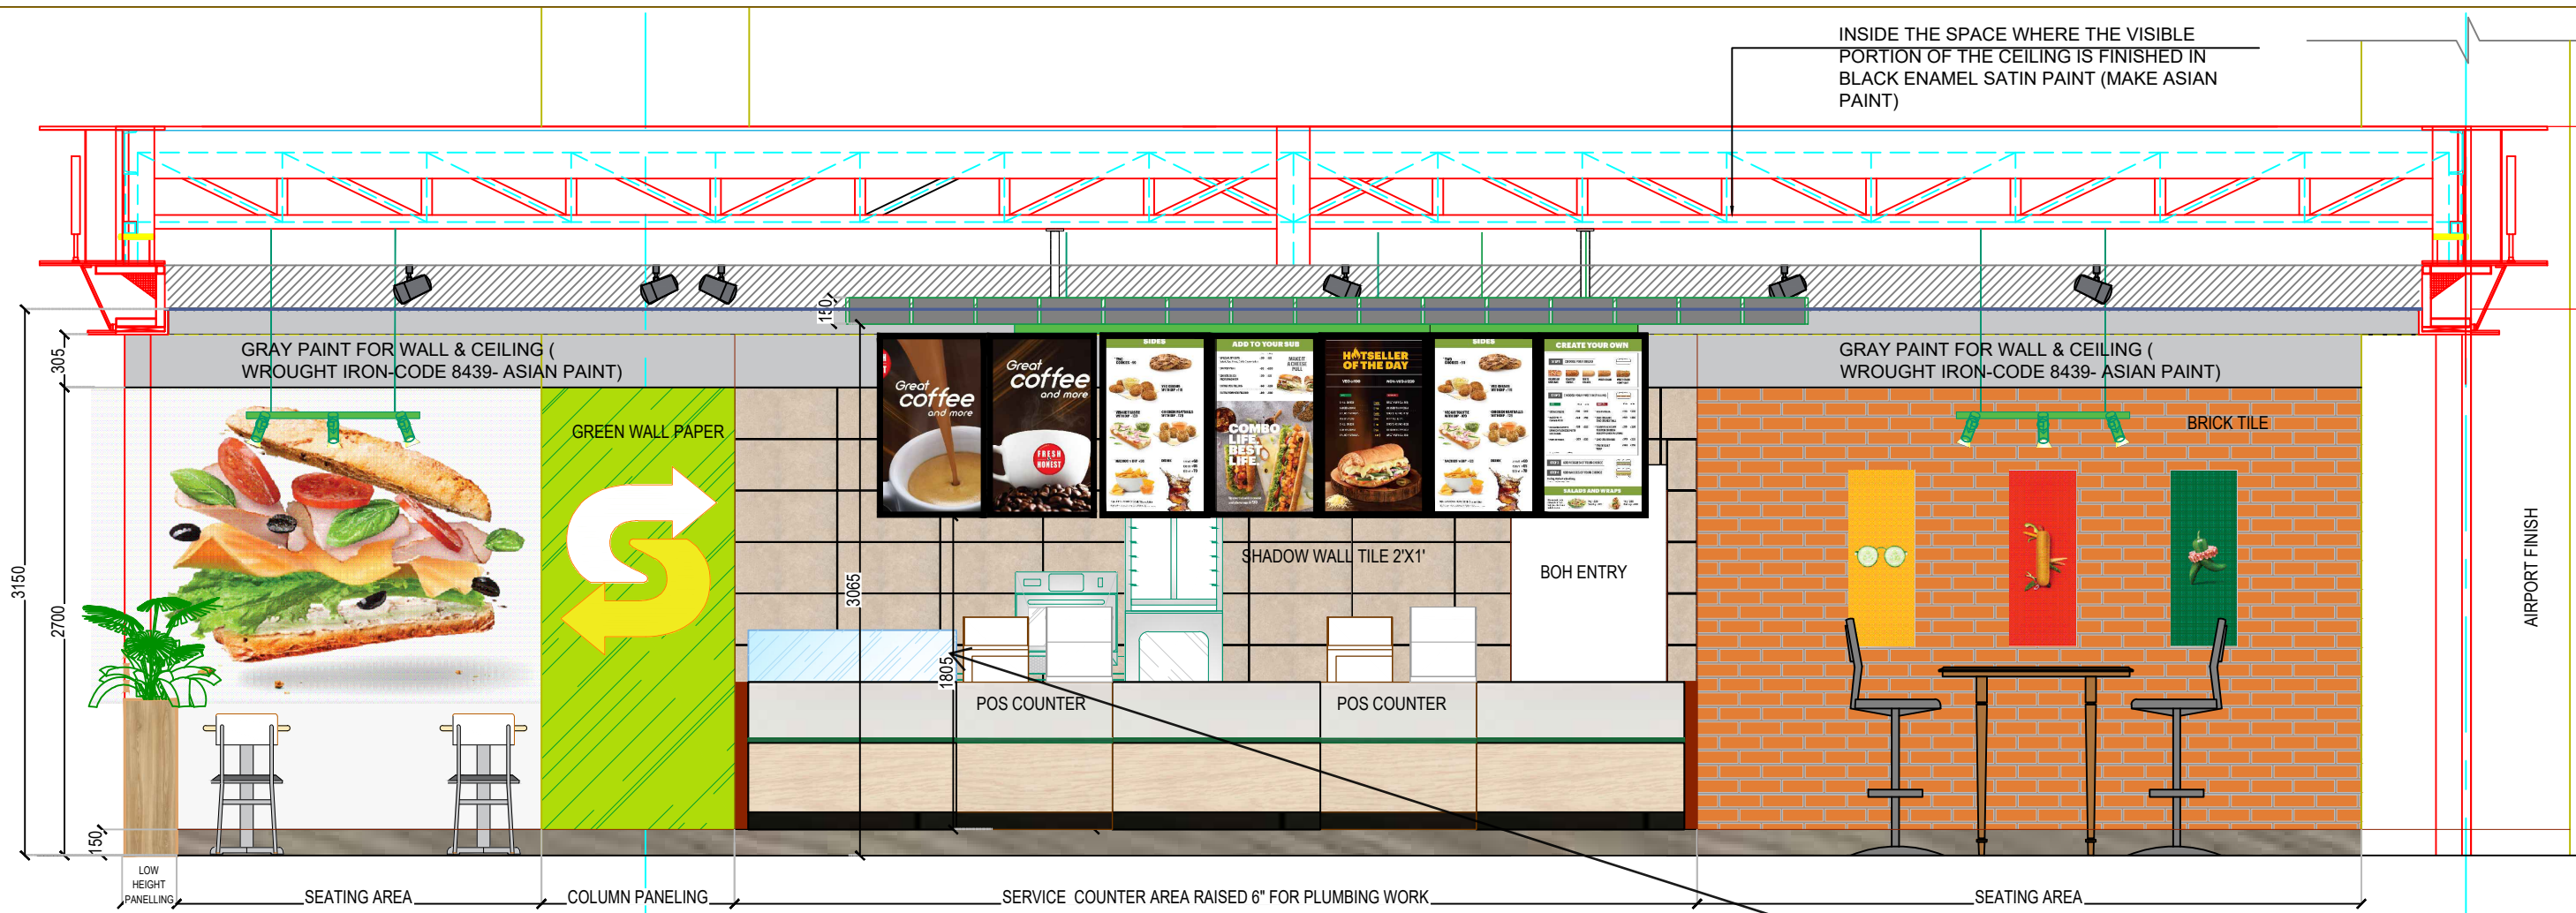 INSIDE THE SPACE WHERE THE VISIBLE
PORTION OF THE CEILING IS FINISHED IN
BLACK ENAMEL SATIN PAINT (MAKE ASIAN
PAINT)
150
GRAY PAINT FOR WALL & CEILING (
WROUGHT IRON-CODE 8439- ASIAN PAINT)
GRAY PAINT FOR WALL & CEILING (
WROUGHT IRON-CODE 8439- ASIAN PAINT)
305
3150
2700
150
GREEN WALL PAPER
Great
coffee
and more
Great
coffee
and more
FRESH
HONEST
SIDES
ADD TO YOUR SUB
COMBO
LIFE.
BEST
LIFE.
HOTSELLER
OF THE DAY
SIDES
CREATE YOUR OWN
SALADS AND WRAPS
BRICK TILE
SHADOW WALL TILE 2'X1'
BOH ENTRY
3065
1805
POS COUNTER
POS COUNTER
AIRPORT FINISH
LOW
HEIGHT
PANELLING
SEATING AREA
COLUMN PANELING
SERVICE COUNTER AREA RAISED 6" FOR PLUMBING WORK
SEATING AREA